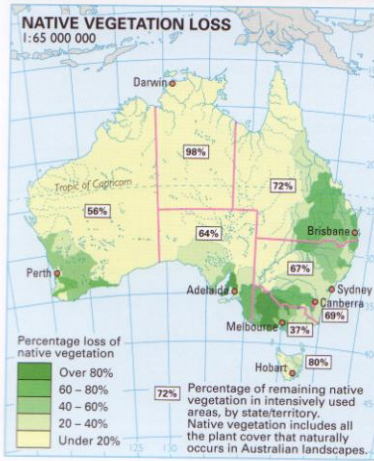 NATIVE VEGETATION LOSS
1:65 000 000
Darwin
98%
Tropic of Capricorn
72%
56%
64%
Brisbane
67%
Perth
Adelaide
Sydney
Canberra
69%
Melbourne
37%
Hobart
80%
Percentage loss of
native vegetation
Over 80%
60 – 80%
40 – 60%
20 – 40%
Under 20%
72%
Percentage of remaining native
vegetation in intensively used
areas, by state/territory.
Native vegetation includes all
the plant cover that naturally
occurs in Australian landscapes.
125
130